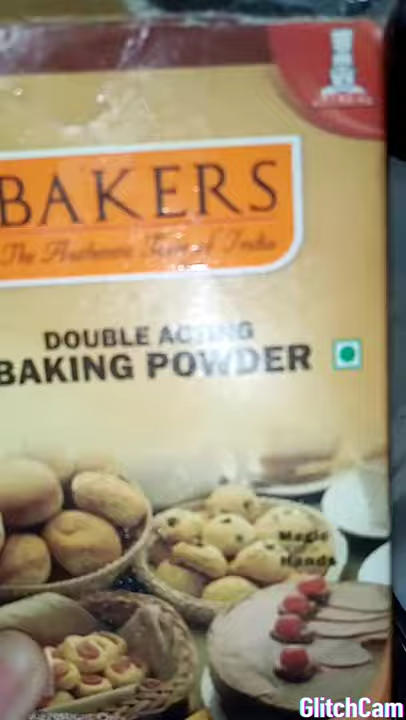 BAKERS
The Authentic Taste of India
DOUBLE ACTING
BAKING POWDER
Magic
Hands
GlitchCam